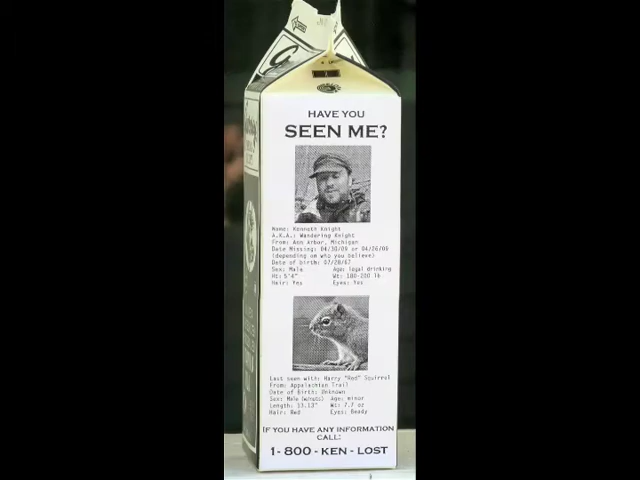 HAVE YOU
SEEN ME?
Name: Kenneth Knight
A.K.A.: Wandering Knight
From: Ann Arbor, Michigan
Date Missing: 04/30/09 or 04/26/09
(depending on who you believe)
Date of birth: 07/28/67
Sex: Male Age: legal drinking
Ht: 5'4" Wt: 180-200 lb
Hair: Yes Eyes: Yes
Last seen with: Harry "Red" Squirrel
From: Appalachian Trail
Date of Birth: Unknown
Sex: Male (w/nuts) Age: minor
Length: 13.13" Wt: 7.7 oz
Hair: Red Eyes: Beady
IF YOU HAVE ANY INFORMATION
CALL:
1-800-KEN-LOST